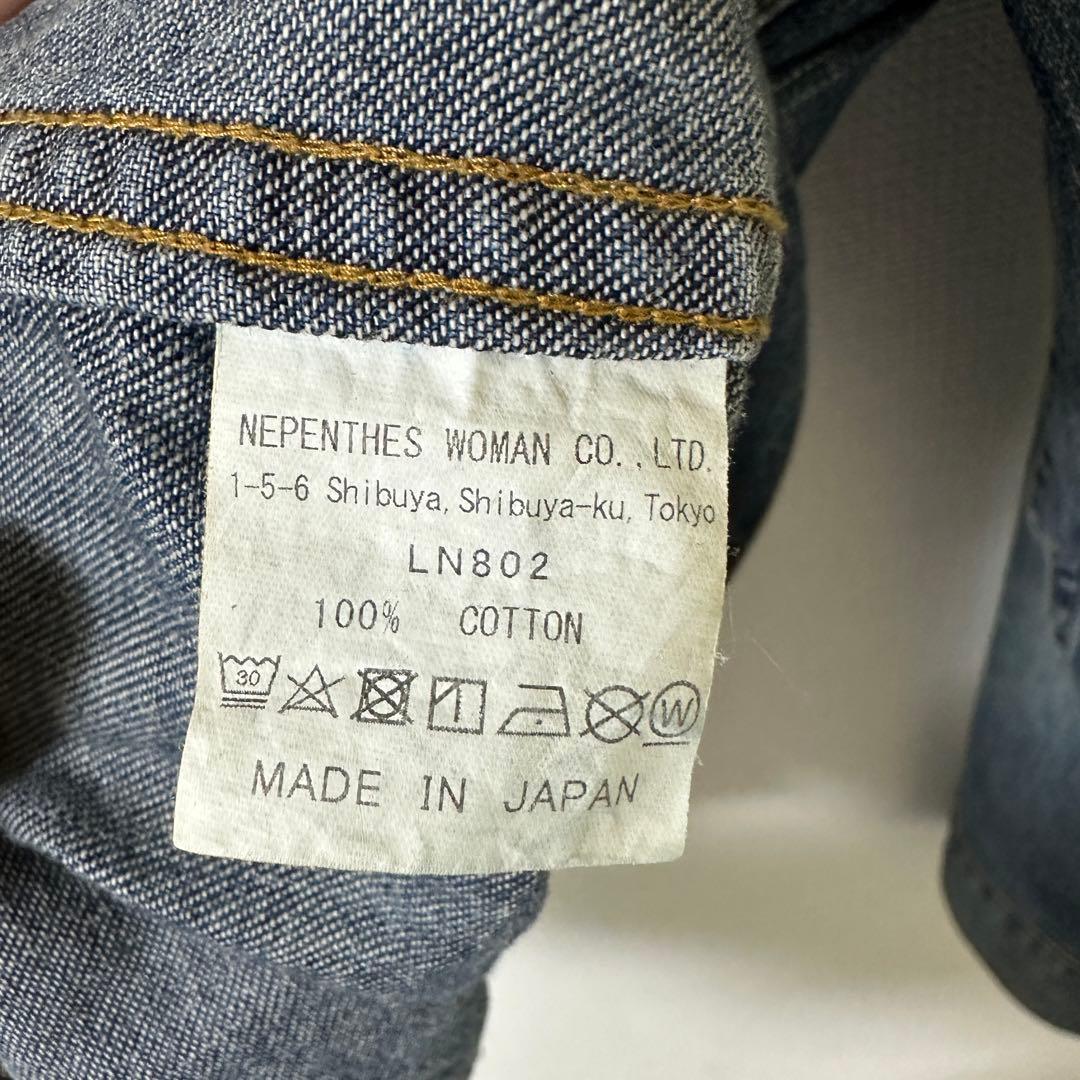 NEPENTHES WOMAN CO., LTD.
1-5-6 Shibuya, Shibuya-ku, Tokyo
LN802
100% COTTON
30 W
MADE IN JAPAN